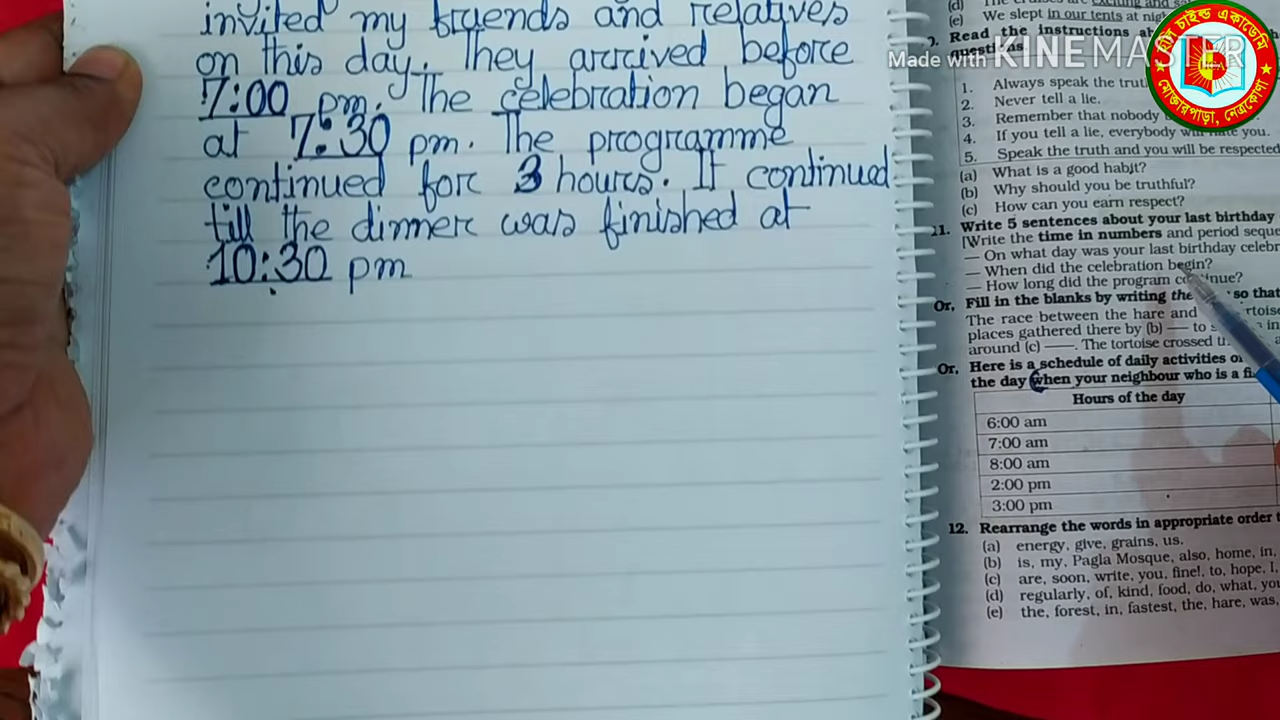 invited my friends and relatives
on this day. They arrived before
7:00 pm. The celebration began
at 7:30 pm. The programme
continued for 3 hours. It continued
till the dinner was finished at
10:30 pm
(e) We slept in our tents at
Read the instructions
questions
1. Always speak the
2. Never tell a lie.
3. Remember that nobody
4. If you tell a lie, everybody will hate you.
5. Speak the truth and you will be respected
(a) What is a good habit?
(b) Why should you be truthful?
(c) How can you earn respect?
11. Write 5 sentences about your last birthday
[Write the time in numbers and period
— On what day was your last birthday
— When did the celebration begin?
— How long did the program continue?
Or, Fill in the blanks by writing the so that
The race between the hare and
places gathered there by (b) — to
around (c) —. The tortoise crossed
Or, Here is a schedule of daily activities
the day when your neighbour who is a
Hours of the day
6:00 am
7:00 am
8:00 am
2:00 pm
3:00 pm
12. Rearrange the words in appropriate order
(a) energy, give, grains, us.
(b) is, my, Pagla Mosque, also, home, in,
(c) are, soon, write, you, fine!, to, hope, I,
(d) regularly, of, kind, food, do, what,
(e) the, forest, in, fastest, the, hare, was,
Made with KINEMASTER
চাইল্ড একাডেমি
মোক্তারপাড়া, নেত্রকোণা